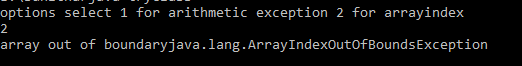 options select 1 for arithmetic exception 2 for arrayindex
2
array out of boundaryjava.lang.ArrayIndexOutOfBoundsException